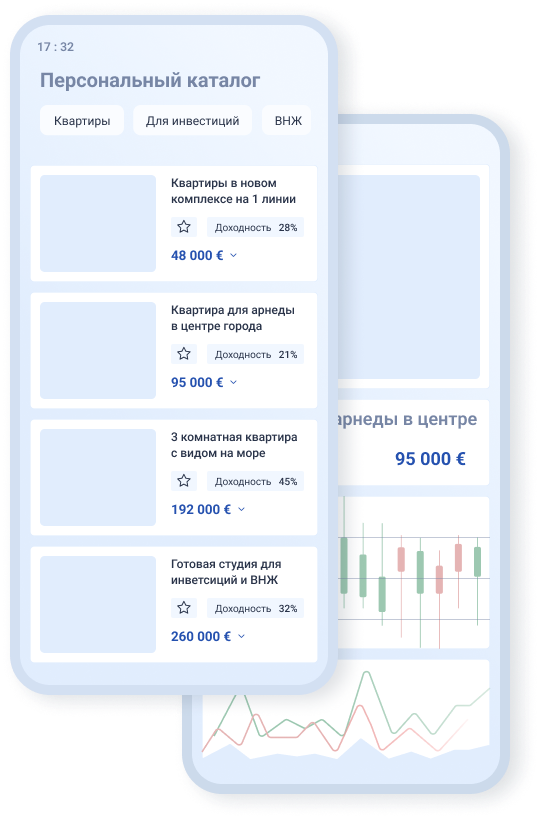 17 : 32
Персональный каталог
Квартиры
Для инвестиций
ВНЖ
Квартиры в новом
комплексе на 1 линии
Доходность 28%
48 000 €
Квартира для арнеды
в центре города
Доходность 21%
95 000 €
3 комнатная квартира
с видом на море
Доходность 45%
192 000 €
Готовая студия для
инветсиций и ВНЖ
Доходность 32%
260 000 €
арнеды в центре
95 000 €